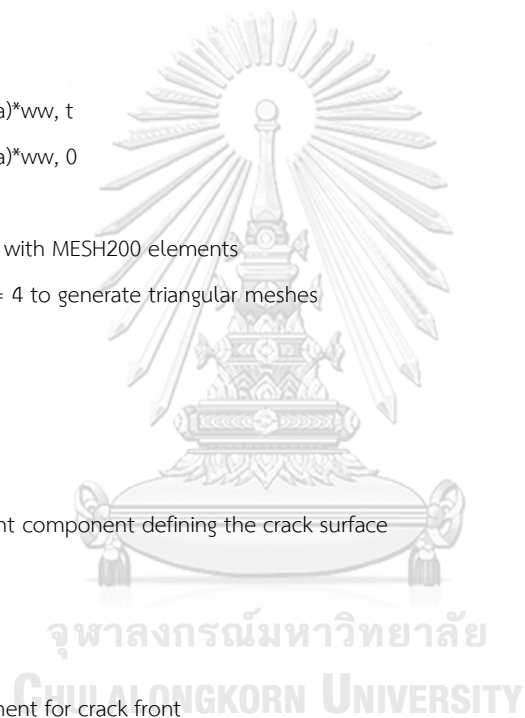 a)*ww, t
a)*ww, 0
with MESH200 elements
= 4 to generate triangular meshes
nt component defining the crack surface
จุฬาลงกรณ์มหาวิทยาลัย
CHULALONGKORN UNIVERSITY
nent for crack front